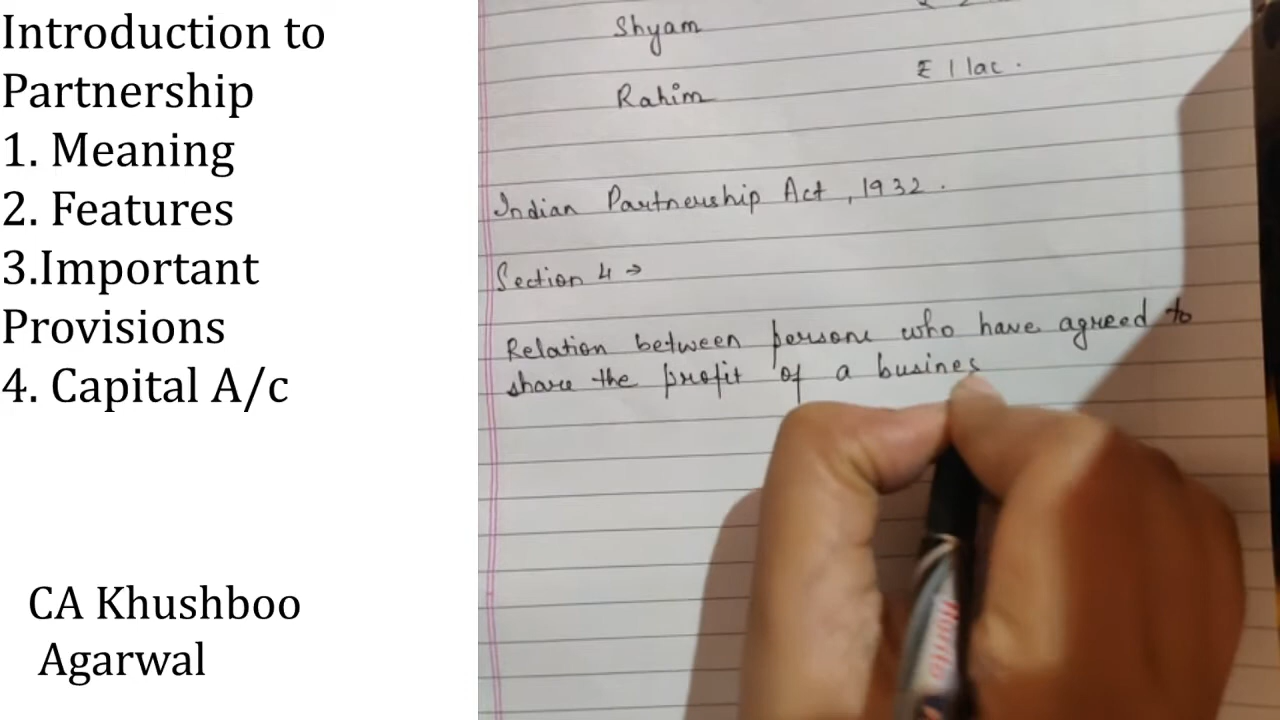 Introduction to
Partnership
1. Meaning
2. Features
3.Important
Provisions
4. Capital A/c
CA Khushboo
Agarwal
Shyam
Rahim ₹ 1 lac.
Indian Partnership Act, 1932.
Section 4 →
Relation between persons who have agreed to
share the profit of a busines